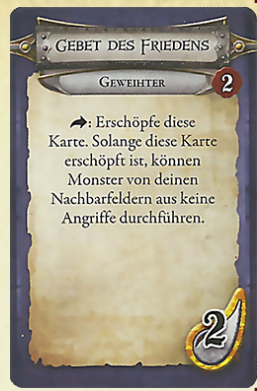 Gebet des Friedens
Geweihter
2
: Erschöpfe diese
Karte. Solange diese Karte
erschöpft ist, können
Monster von deinen
Nachbarfeldern aus keine
Angriffe durchführen.
2